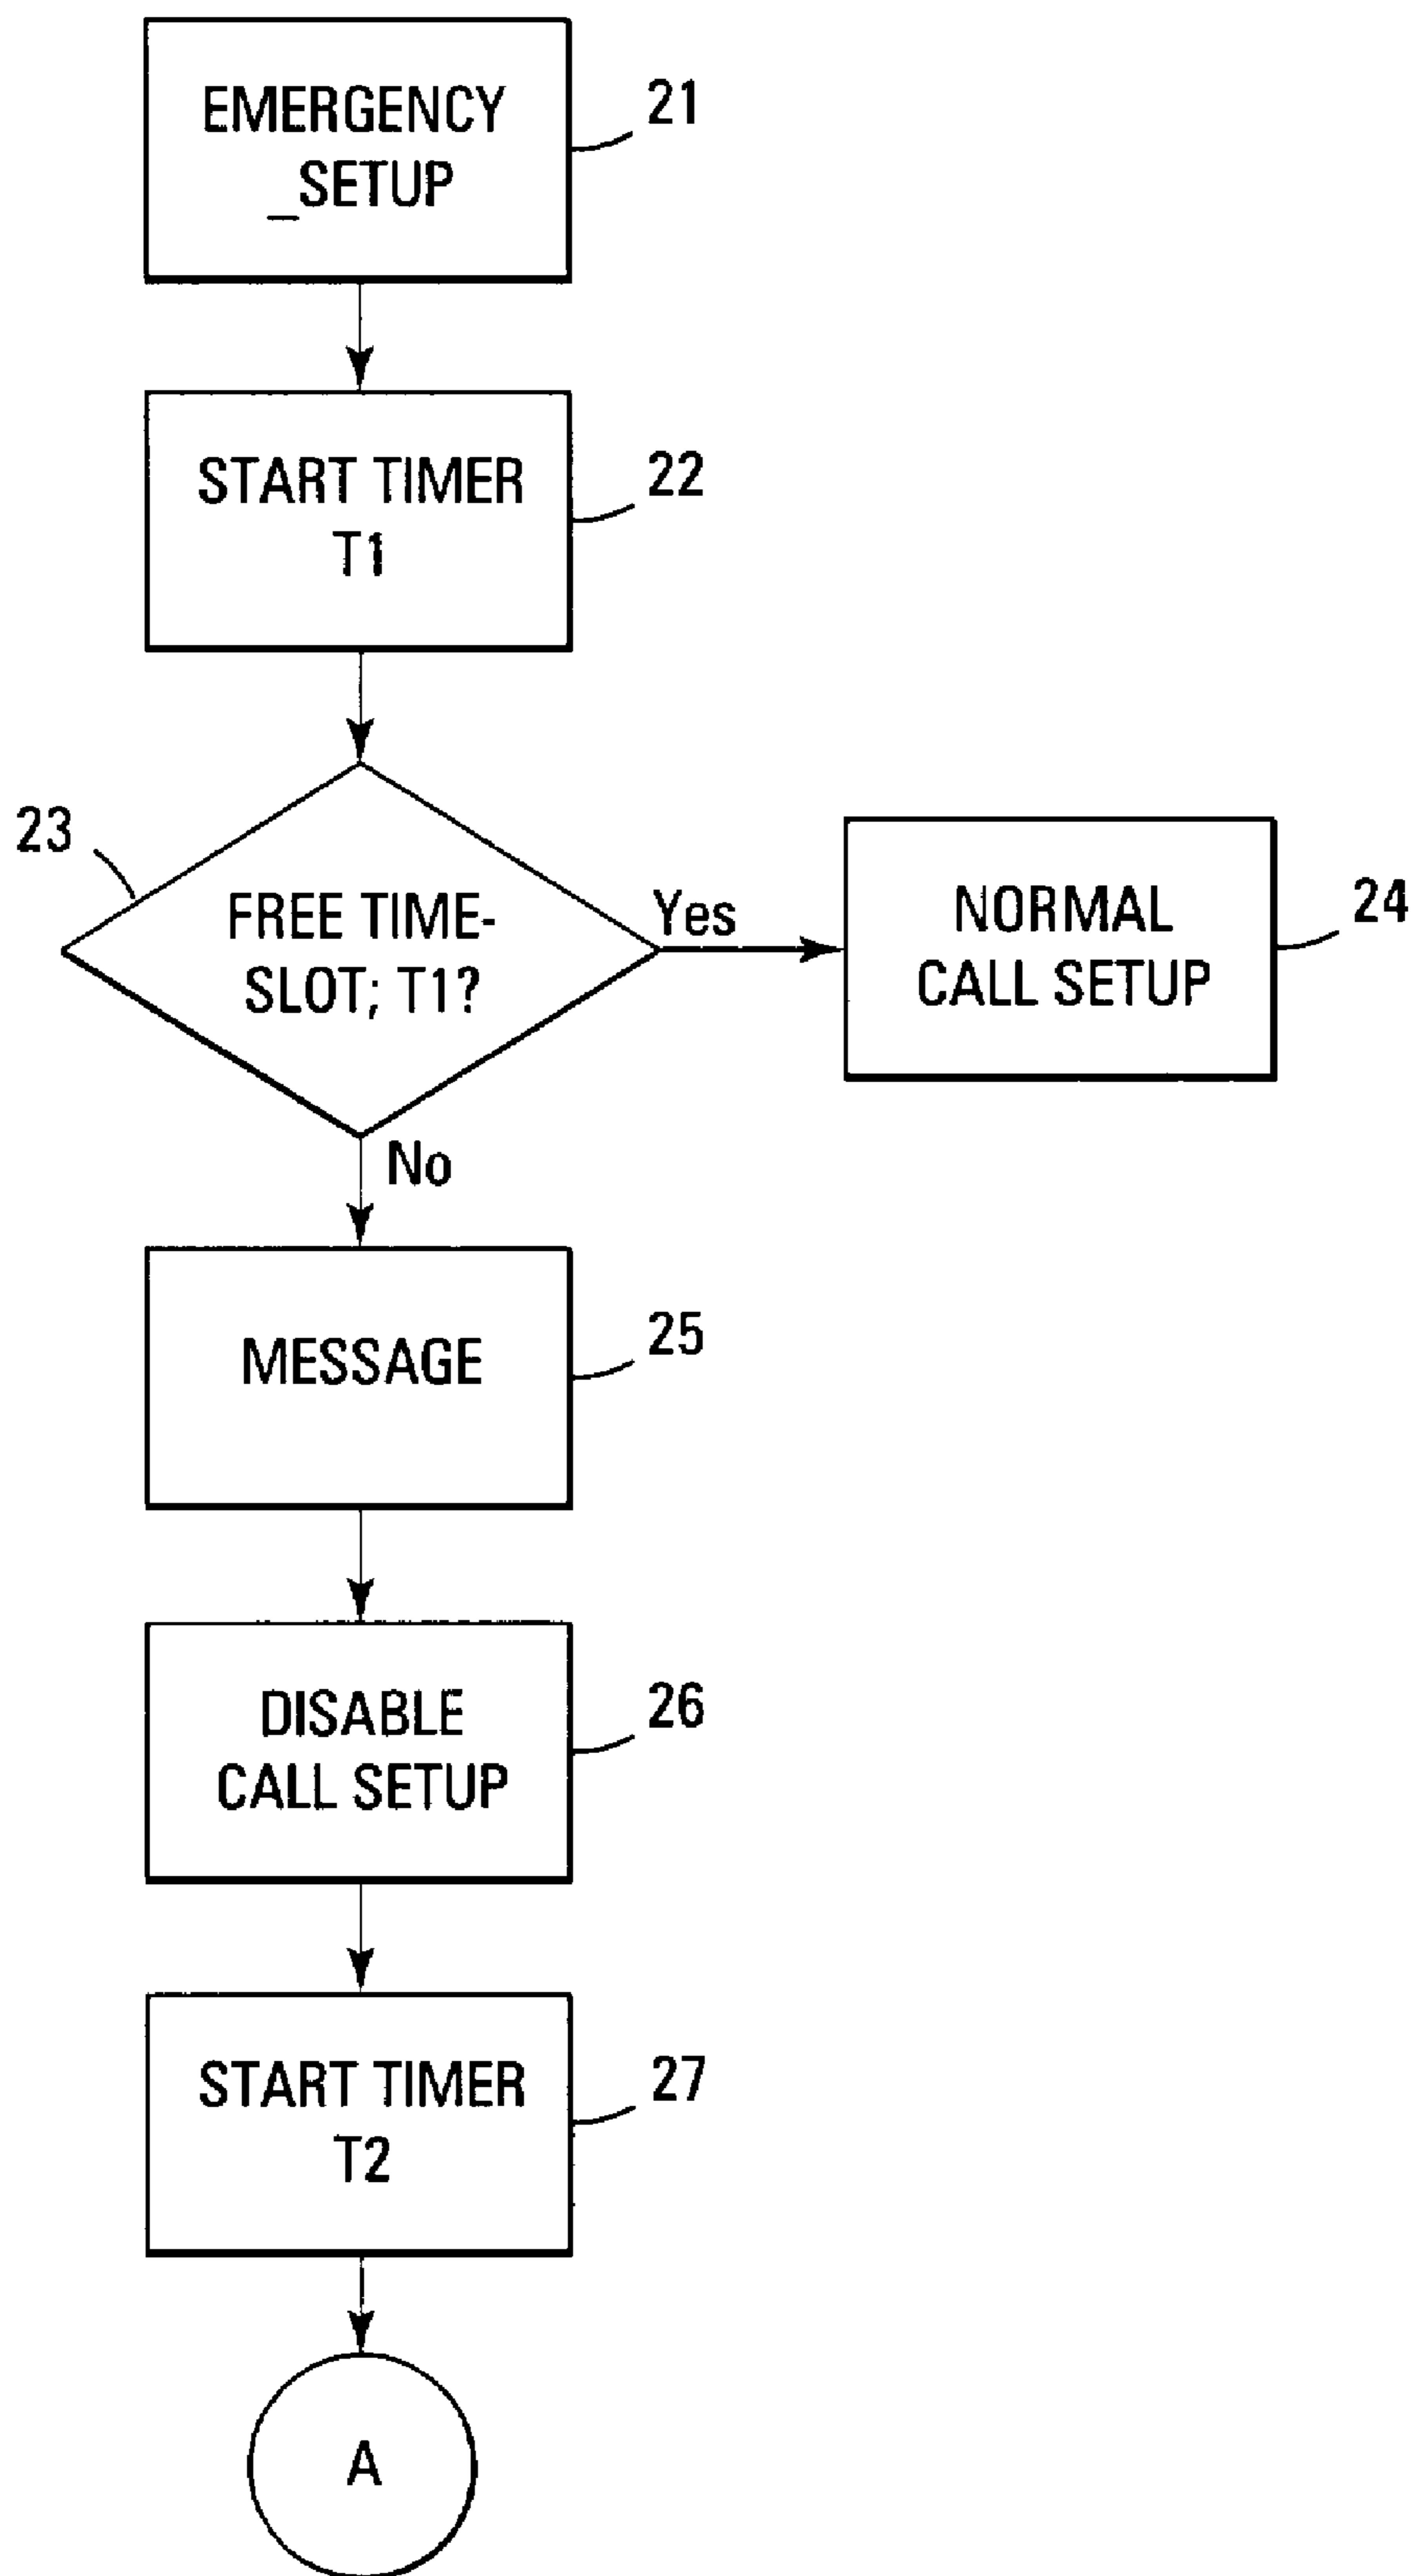 EMERGENCY
_SETUP
21
START TIMER
T1
22
23
FREE TIME-
SLOT; T1?
Yes
NORMAL
CALL SETUP
24
No
MESSAGE
25
DISABLE
CALL SETUP
26
START TIMER
T2
27
A